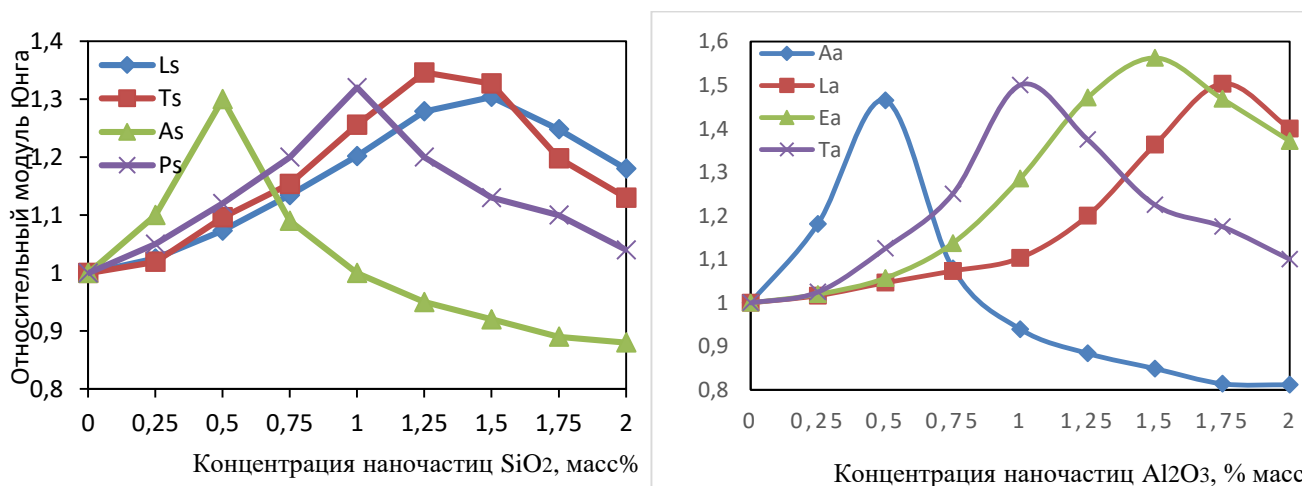 Относительный модуль Юнга
1,4
1,3
1,2
1,1
1
0,9
0,8
Ls
Ts
As
Ps
0 0,25 0,5 0,75 1 1,25 1,5 1,75 2
Концентрация наночастиц SiO2, масс%
1,6
1,5
1,4
1,3
1,2
1,1
1
0,9
0,8
Aa
La
Ea
Ta
0 0,25 0,5 0,75 1 1,25 1,5 1,75 2
Концентрация наночастиц Al2O3, % масс